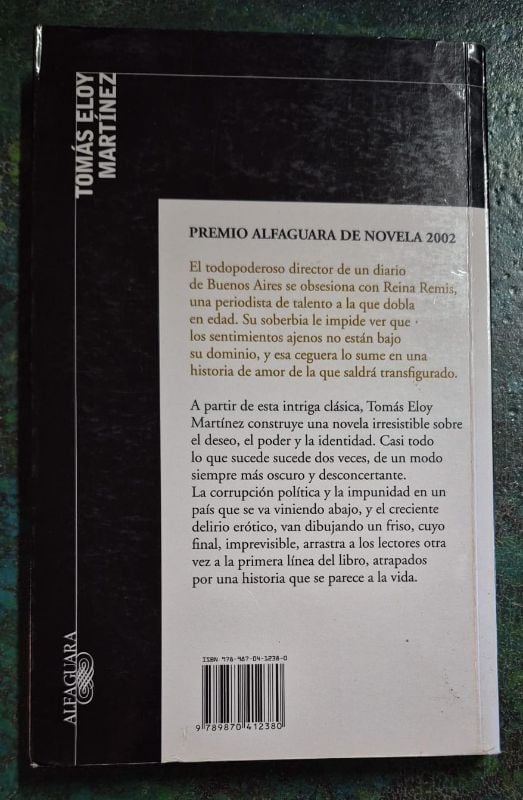 TOMÁS ELOY
MARTÍNEZ
PREMIO ALFAGUARA DE NOVELA 2002
El todopoderoso director de un diario
de Buenos Aires se obsesiona con Reina Remis,
una periodista de talento a la que dobla
en edad. Su soberbia le impide ver que
los sentimientos ajenos no están bajo
su dominio, y esa ceguera lo sume en una
historia de amor de la que saldrá transfigurado.
A partir de esta intriga clásica, Tomás Eloy
Martínez construye una novela irresistible sobre
el deseo, el poder y la identidad. Casi todo
lo que sucede sucede dos veces, de un modo
siempre más oscuro y desconcertante.
La corrupción política y la impunidad en un
país que se va viniendo abajo, y el creciente
delirio erótico, van dibujando un friso, cuyo
final, imprevisible, arrastra a los lectores otra
vez a la primera línea del libro, atrapados
por una historia que se parece a la vida.
ISBN 978-987-04-1238-0
9 789870 412380
ALFAGUARA